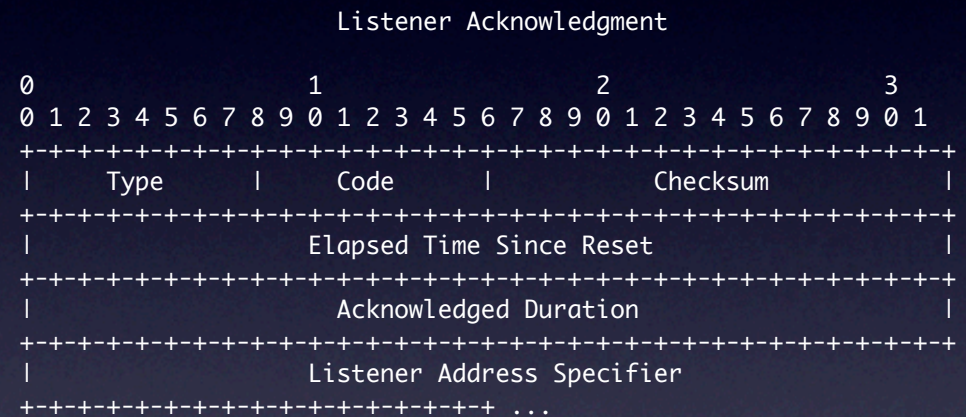 Listener Acknowledgment
0                   1                   2                   3
0 1 2 3 4 5 6 7 8 9 0 1 2 3 4 5 6 7 8 9 0 1 2 3 4 5 6 7 8 9 0 1
+-+-+-+-+-+-+-+-+-+-+-+-+-+-+-+-+-+-+-+-+-+-+-+-+-+-+-+-+-+-+-+-+
|     Type      |     Code      |           Checksum            |
+-+-+-+-+-+-+-+-+-+-+-+-+-+-+-+-+-+-+-+-+-+-+-+-+-+-+-+-+-+-+-+-+
|                   Elapsed Time Since Reset                    |
+-+-+-+-+-+-+-+-+-+-+-+-+-+-+-+-+-+-+-+-+-+-+-+-+-+-+-+-+-+-+-+-+
|                     Acknowledged Duration                     |
+-+-+-+-+-+-+-+-+-+-+-+-+-+-+-+-+-+-+-+-+-+-+-+-+-+-+-+-+-+-+-+-+
|                   Listener Address Specifier
+-+-+-+-+-+-+-+-+-+-+-+-+-+-+-+-+ ...